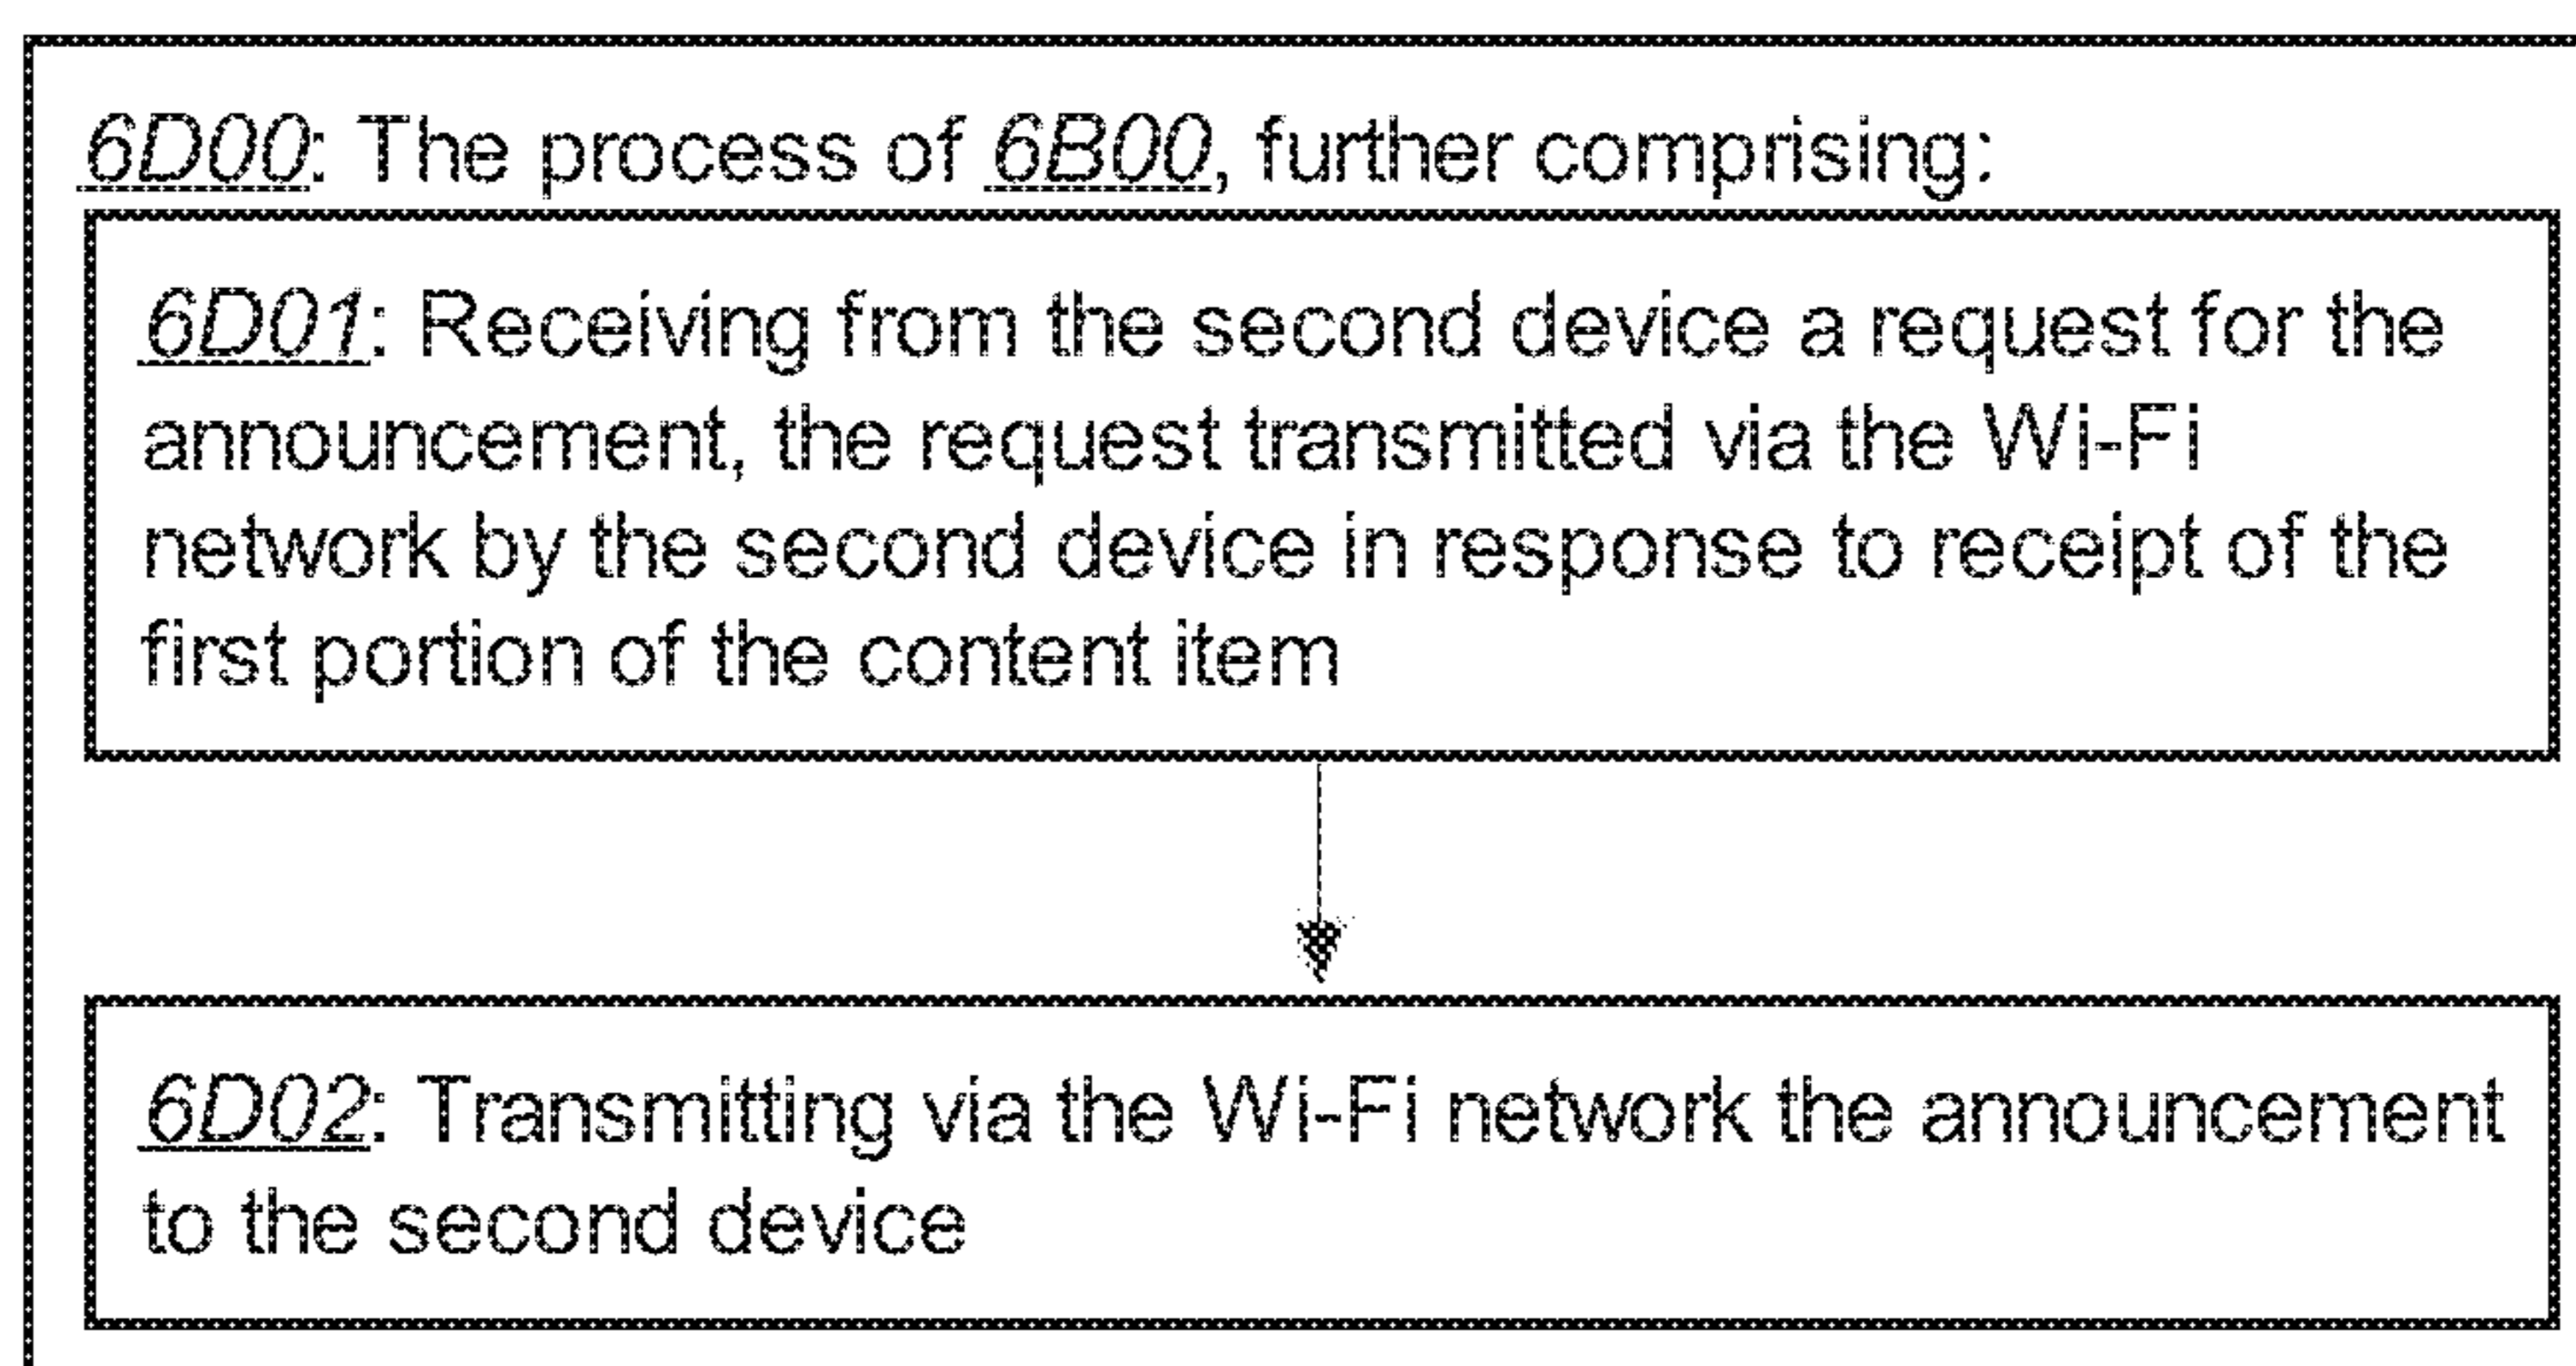 6D00: The process of 6B00, further comprising:
6D01: Receiving from the second device a request for the
announcement, the request transmitted via the Wi-Fi
network by the second device in response to receipt of the
first portion of the content item
6D02: Transmitting via the Wi-Fi network the announcement
to the second device